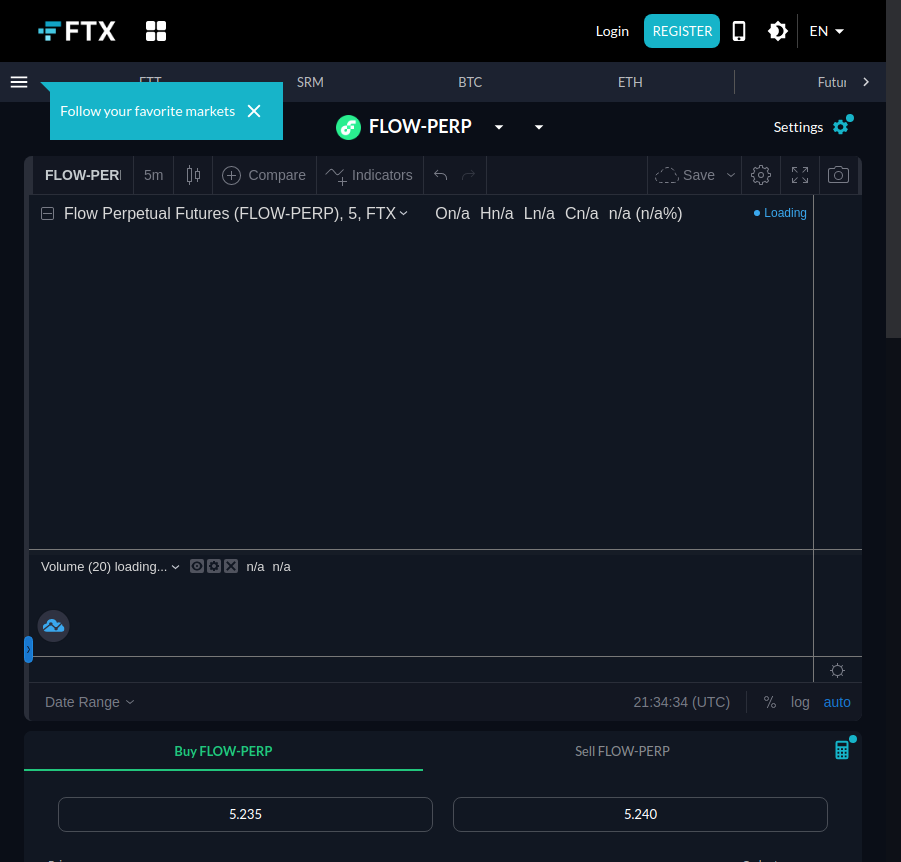 FTX
Login
REGISTER
EN
FTT
SRM
BTC
ETH
Futur
Follow your favorite markets
FLOW-PERP
Settings
FLOW-PER
5m
Compare
Indicators
Save
Flow Perpetual Futures (FLOW-PERP), 5, FTX
On/a Hn/a Ln/a Cn/a n/a (n/a%)
Loading
Volume (20) loading...
n/a n/a
Date Range
21:34:34 (UTC)
%
log
auto
Buy FLOW-PERP
Sell FLOW-PERP
5.235
5.240